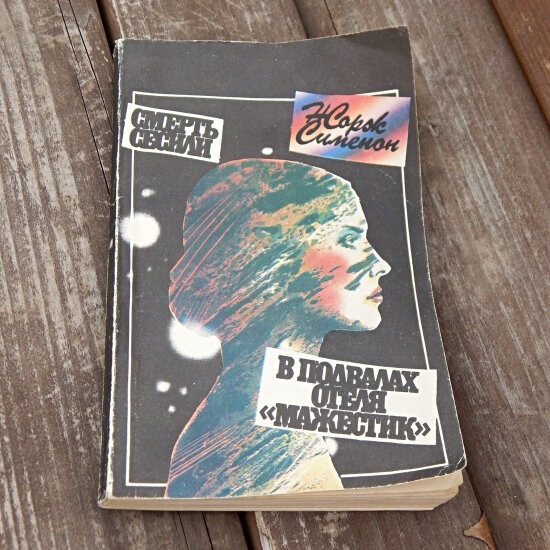 СМЕРТЬ
СЕСИЛИ
Жорж
Сименон
В ПОДВАЛАХ
ОТЕЛЯ
«МАЖЕСТИК»